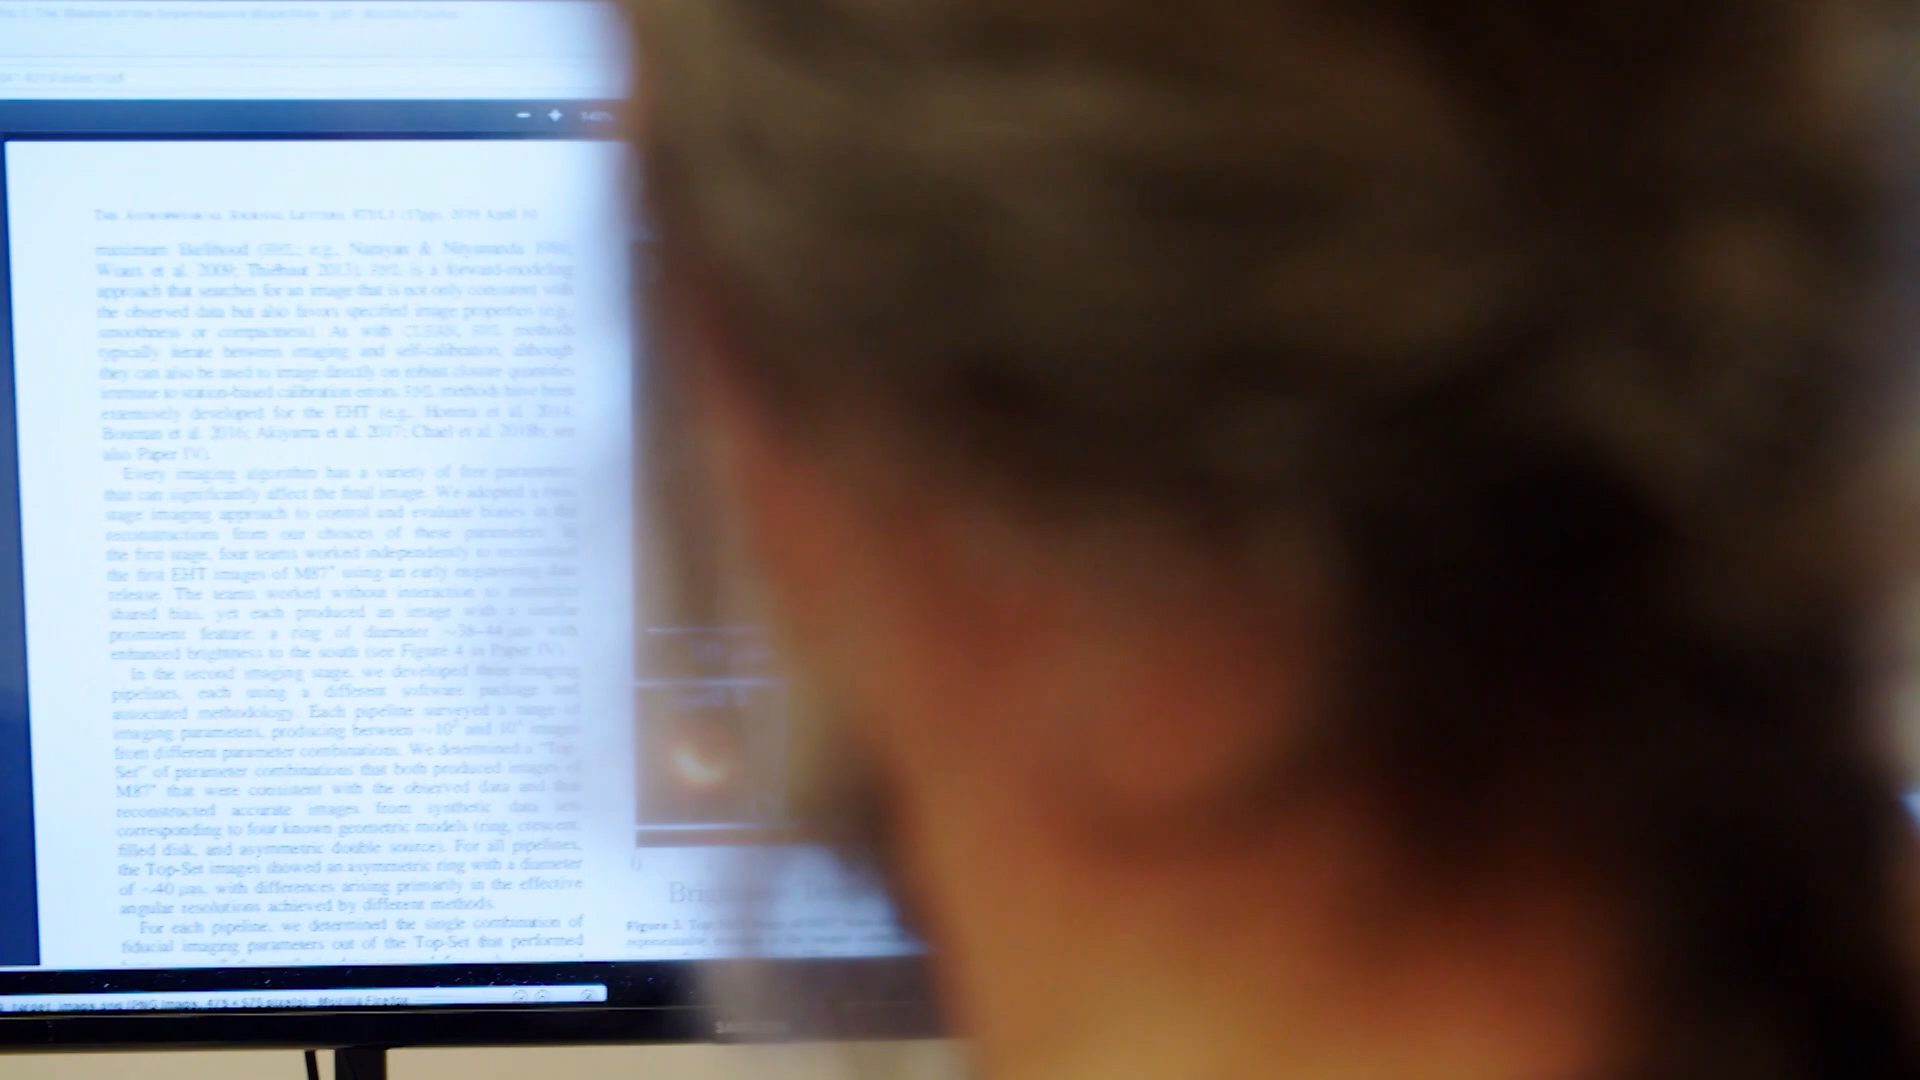 THE ASTROPHYSICAL JOURNAL LETTERS, 875:L1 (17pp), 2019 April 10
maximum likelihood (RML; e.g., Narayan & Nityananda 1986;
Wiaux et al. 2009; Thiébaut 2013). RML is a forward-modeling
approach that searches for an image that is not only consistent with
the observed data but also favors specified image properties (e.g.,
smoothness or compactness). As with CLEAN, RML methods
typically iterate between imaging and self-calibration, although
they can also be used to image directly on robust closure quantities
immune to station-based calibration errors. RML methods have been
extensively developed for the EHT (e.g., Honma et al. 2014;
Bouman et al. 2016; Akiyama et al. 2017; Chael et al. 2018b; see
also Paper IV).
Every imaging algorithm has a variety of free parameters
that can significantly affect the final image. We adopted a two-
stage imaging approach to control and evaluate biases in the
reconstructions from our choices of these parameters. In
the first stage, four teams worked independently to reconstruct
the first EHT images of M87* using an early engineering data
release. The teams worked without interaction to minimize
shared bias, yet each produced an image with a similar
prominent feature: a ring of diameter ~38–44 μas with
enhanced brightness to the south (see Figure 4 in Paper IV).
In the second imaging stage, we developed three imaging
pipelines, each using a different software package and
associated methodology. Each pipeline surveyed a range of
imaging parameters, producing between ~10³ and 10⁴ images
from different parameter combinations. We determined a "Top-
Set" of parameter combinations that both produced images of
M87* that were consistent with the observed data and that
reconstructed accurate images from synthetic data sets
corresponding to four known geometric models (ring, crescent,
filled disk, and asymmetric double source). For all pipelines,
the Top-Set images showed an asymmetric ring with a diameter
of ~40 μas, with differences arising primarily in the effective
angular resolutions achieved by different methods.
For each pipeline, we determined the single combination of
fiducial imaging parameters out of the Top-Set that performed
0
Figure 3. Top
target_image.png (PNG Image, 475 × 575 pixels) - Mozilla Firefox